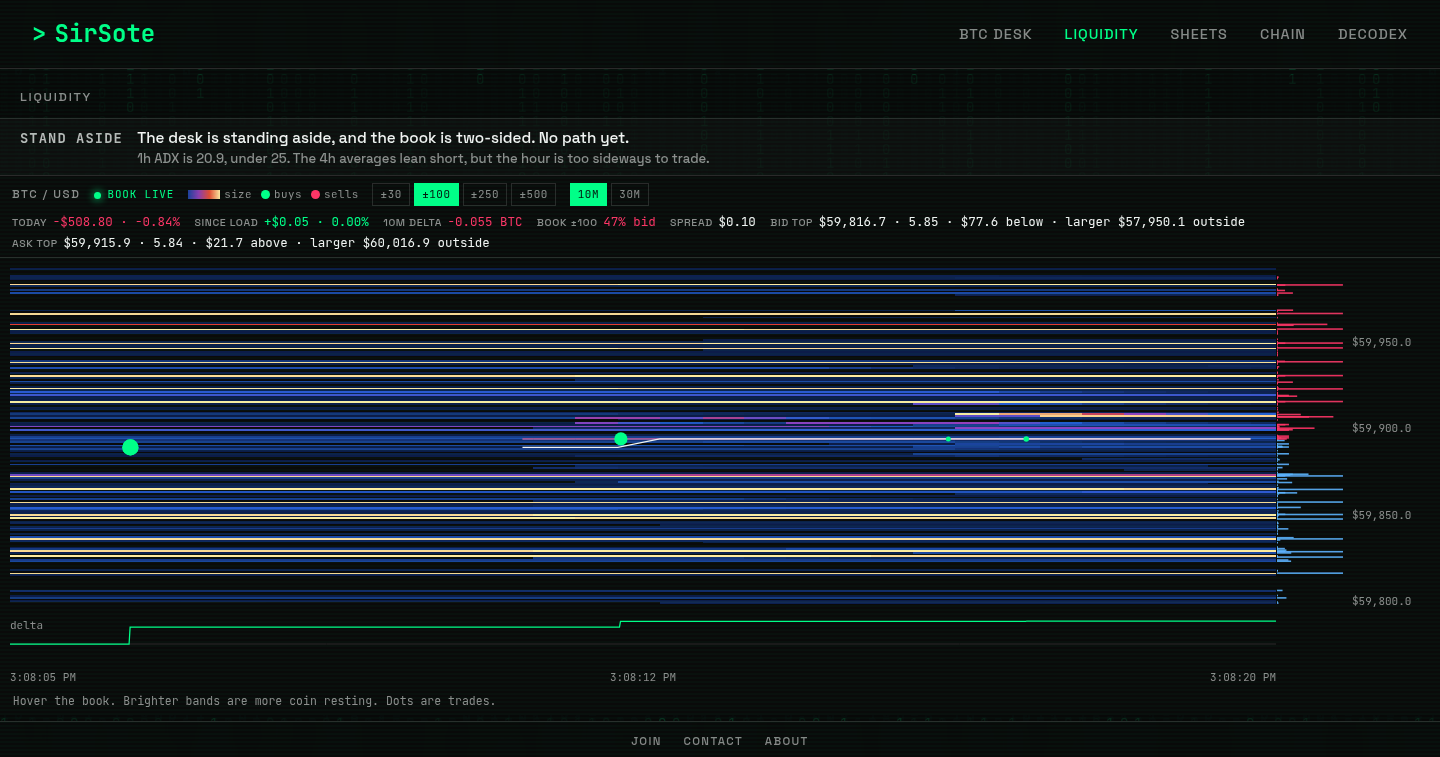 > SirSote
BTC DESK LIQUIDITY SHEETS CHAIN DECODEX
LIQUIDITY
STAND ASIDE The desk is standing aside, and the book is two-sided. No path yet.
1h ADX is 20.9, under 25. The 4h averages lean short, but the hour is too sideways to trade.
BTC / USD BOOK LIVE size buys sells ±30 ±100 ±250 ±500 10M 30M
TODAY -$508.80 · -0.84% SINCE LOAD +$0.05 · 0.00% 10M DELTA -0.055 BTC BOOK ±100 47% bid SPREAD $0.10 BID TOP $59,816.7 · 5.85 · $77.6 below · larger $57,950.1 outside
ASK TOP $59,915.9 · 5.84 · $21.7 above · larger $60,016.9 outside
$59,950.0
$59,900.0
$59,850.0
$59,800.0
delta
3:08:05 PM 3:08:12 PM 3:08:20 PM
Hover the book. Brighter bands are more coin resting. Dots are trades.
JOIN CONTACT ABOUT